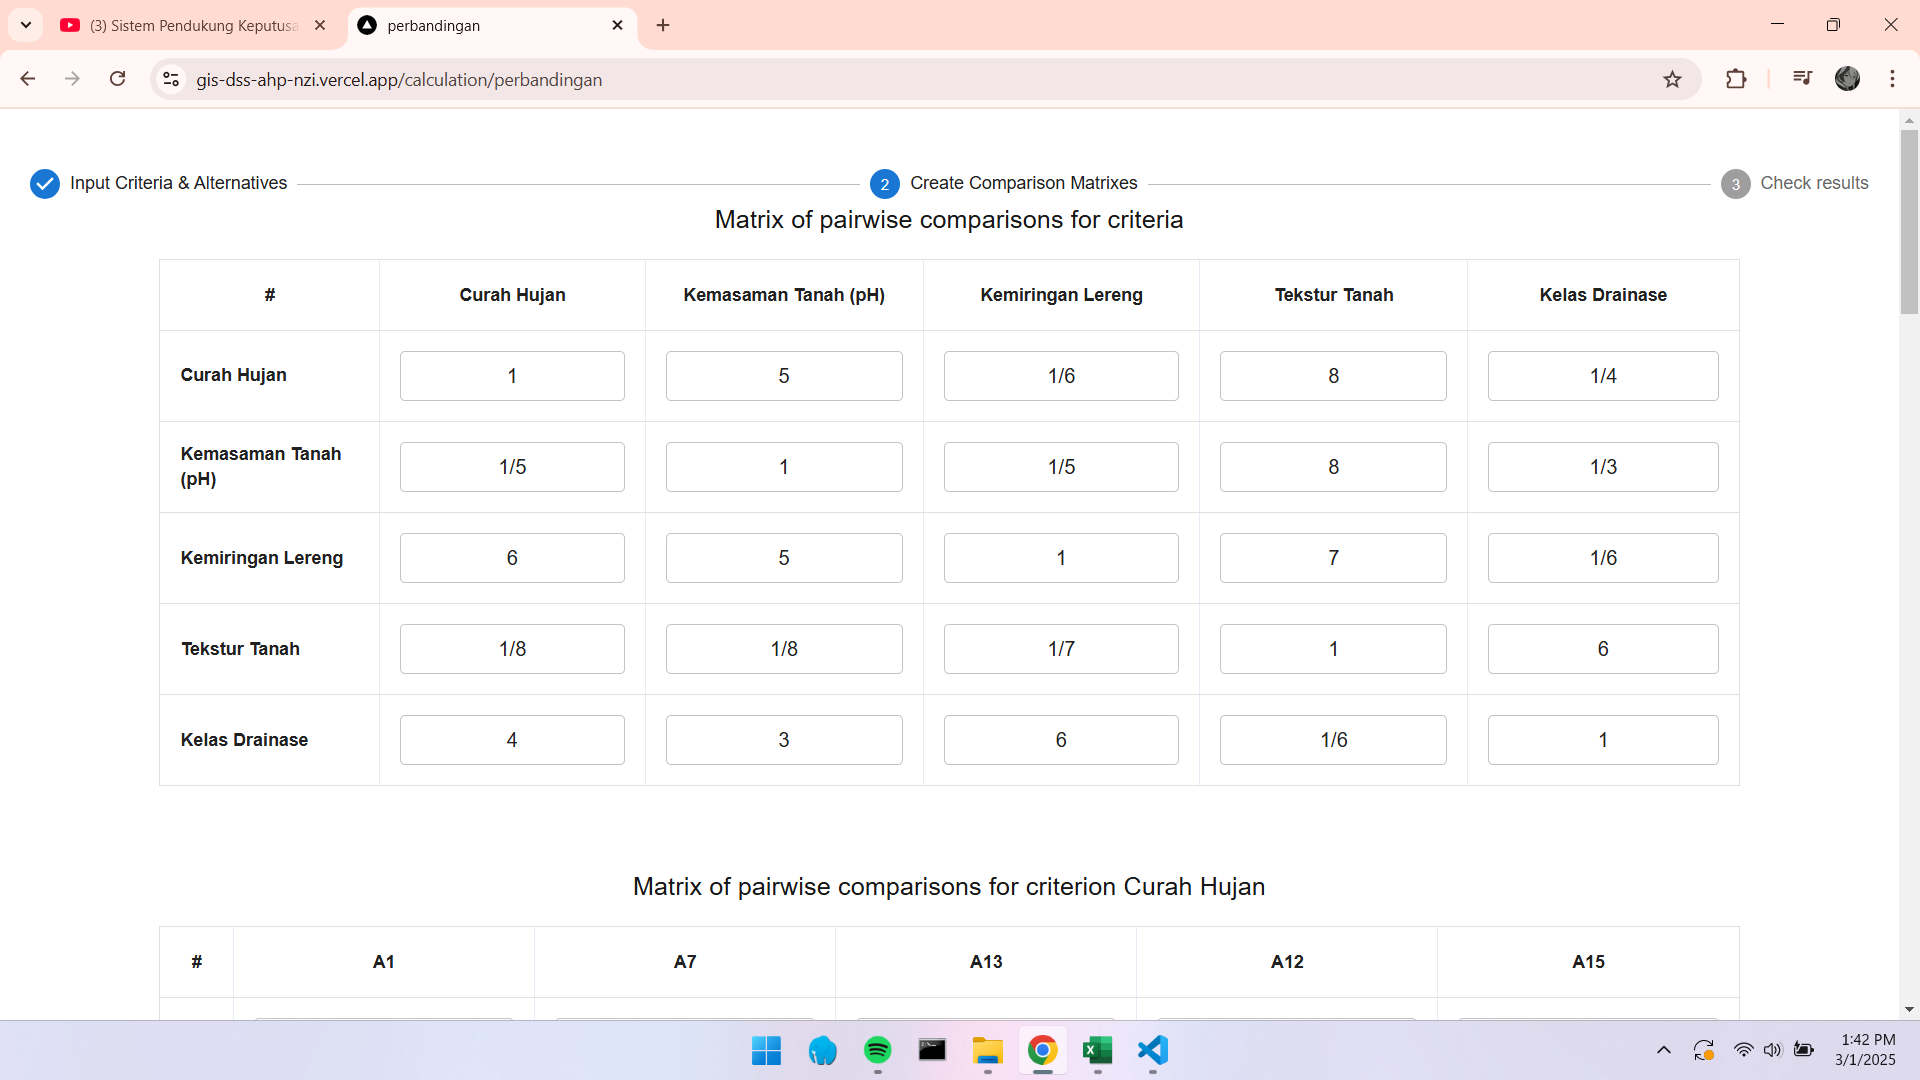 (3) Sistem Pendukung Keputusa
perbandingan
gis-dss-ahp-nzi.vercel.app/calculation/perbandingan
Input Criteria & Alternatives
2 Create Comparison Matrixes
3 Check results
Matrix of pairwise comparisons for criteria
# Curah Hujan Kemasaman Tanah (pH) Kemiringan Lereng Tekstur Tanah Kelas Drainase
Curah Hujan 1 5 1/6 8 1/4
Kemasaman Tanah
(pH) 1/5 1 1/5 8 1/3
Kemiringan Lereng 6 5 1 7 1/6
Tekstur Tanah 1/8 1/8 1/7 1 6
Kelas Drainase 4 3 6 1/6 1
Matrix of pairwise comparisons for criterion Curah Hujan
# A1 A7 A13 A12 A15
1:42 PM
3/1/2025